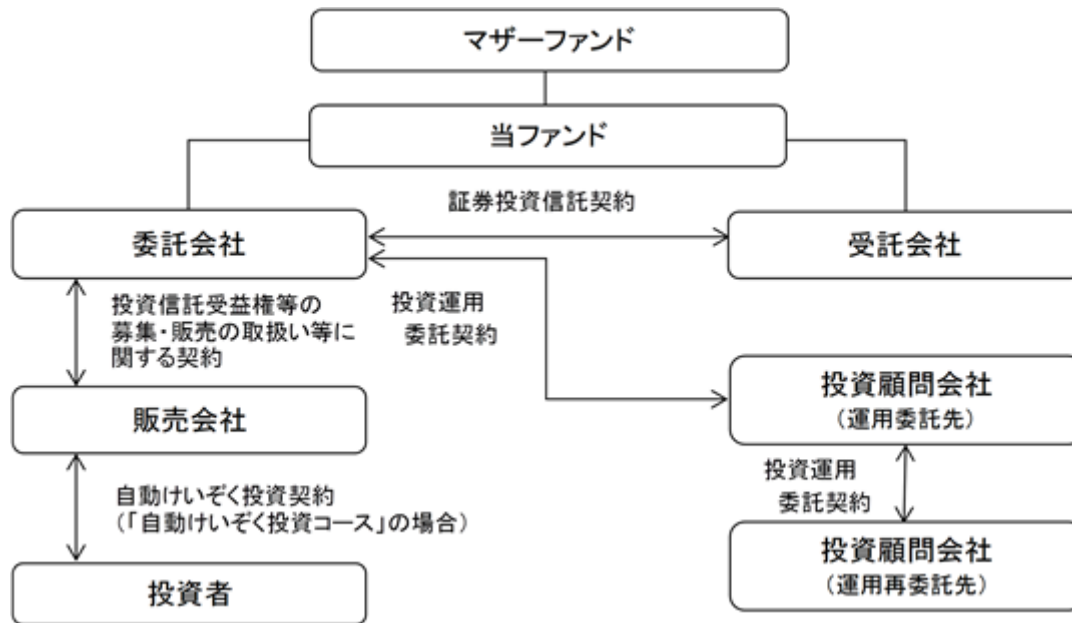 マザーファンド
当ファンド
証券投資信託契約
委託会社
受託会社
投資信託受益権等の
募集・販売の取扱い等に
関する契約
投資運用
委託契約
販売会社
投資顧問会社
（運用委託先）
自動けいぞく投資契約
（「自動けいぞく投資コース」の場合）
投資運用
委託契約
投資者
投資顧問会社
（運用再委託先）